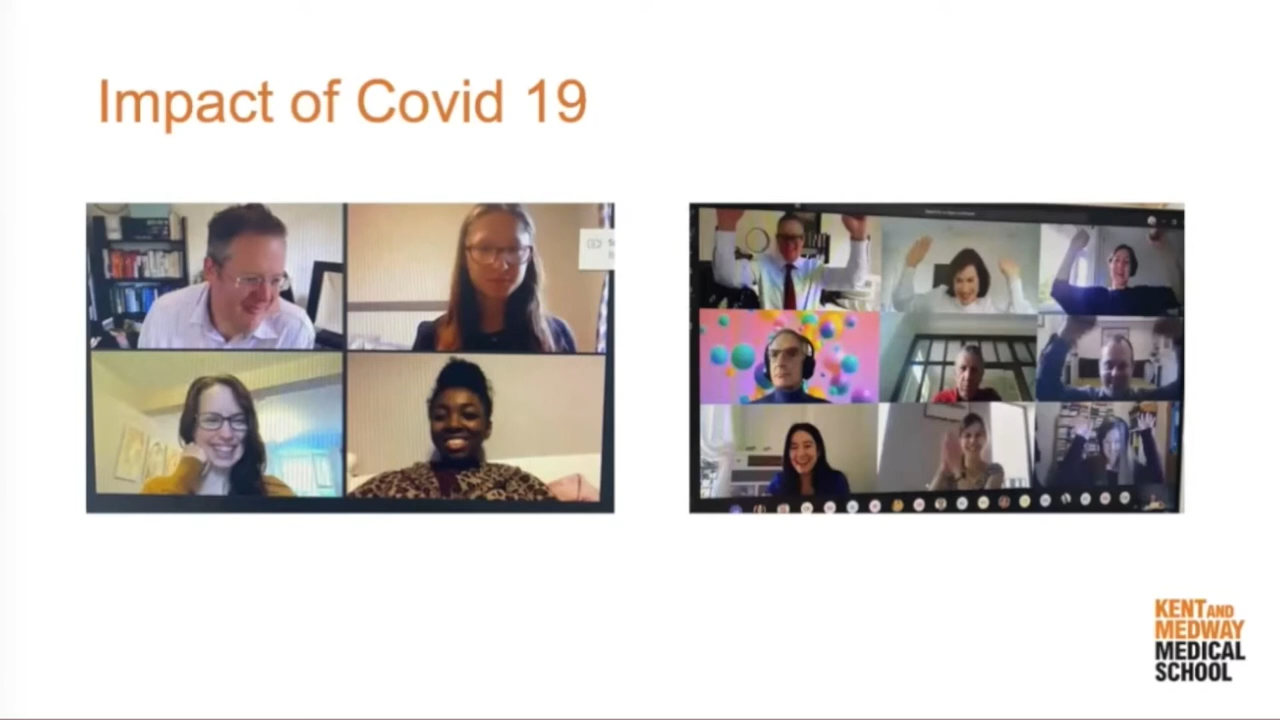 Impact of Covid 19
KENT AND
MEDWAY
MEDICAL
SCHOOL